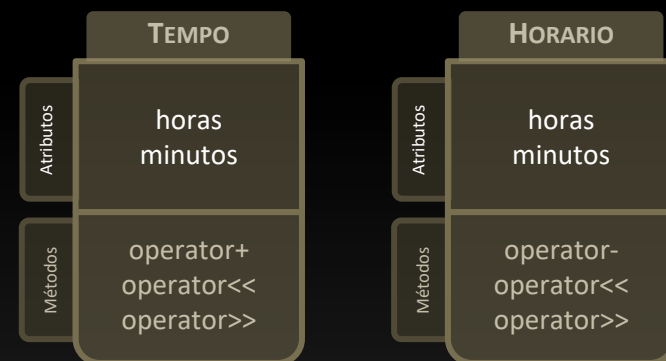 TEMPO
Atributos
horas
minutos
Métodos
operator+
operator<<
operator>>
HORARIO
Atributos
horas
minutos
Métodos
operator-
operator<<
operator>>